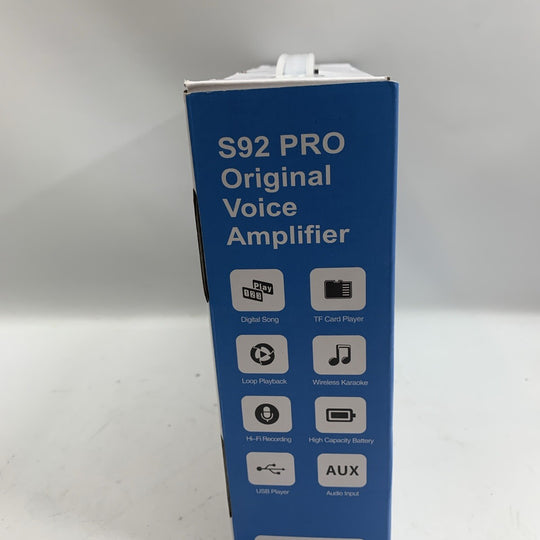 S92 PRO
Original
Voice
Amplifier
Play
123
Digital Song
TF Card Player
Loop Playback
Wireless Karaoke
Hi-Fi Recording
High Capacity Battery
AUX
USB Player
Audio Input